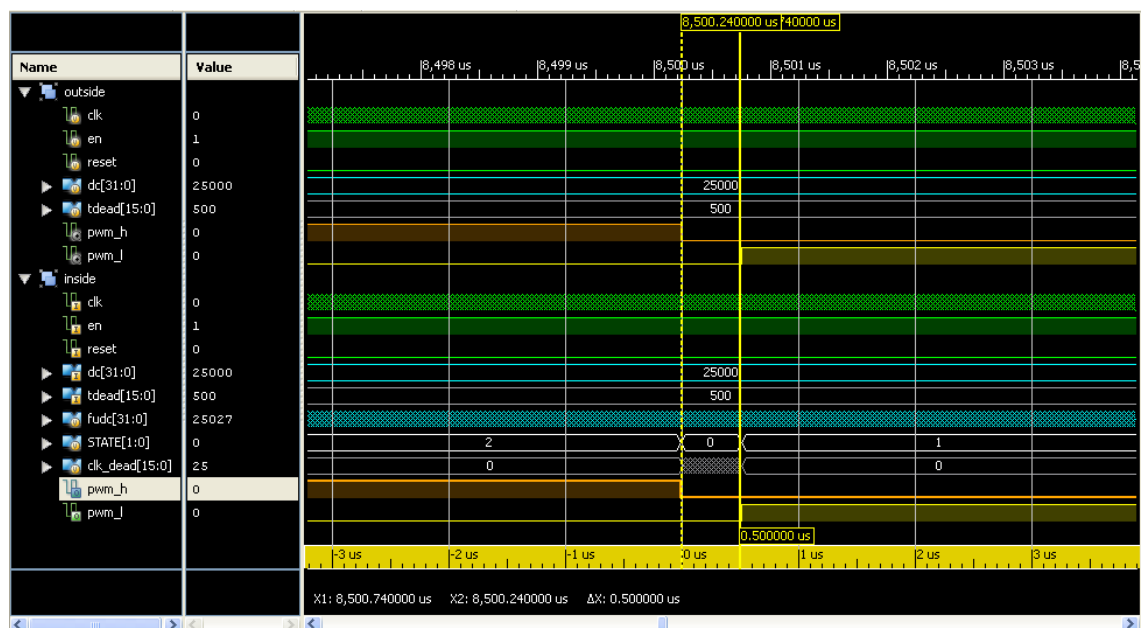 8,500.240000 us 40000 us
Name Value
8,498 us 8,499 us 8,500 us 8,501 us 8,502 us 8,503 us 8,5
outside
clk 0
en 1
reset 0
dc[31:0] 25000 25000
tdead[15:0] 500 500
pwm_h 0
pwm_l 0
inside
clk 0
en 1
reset 0
dc[31:0] 25000 25000
tdead[15:0] 500 500
fudc[31:0] 25027
STATE[1:0] 0 2 0 1
clk_dead[15:0] 25 0 0
pwm_h 0
pwm_l 0
0.500000 us
-3 us -2 us -1 us 0 us 1 us 2 us 3 us
X1: 8,500.740000 us X2: 8,500.240000 us ΔX: 0.500000 us